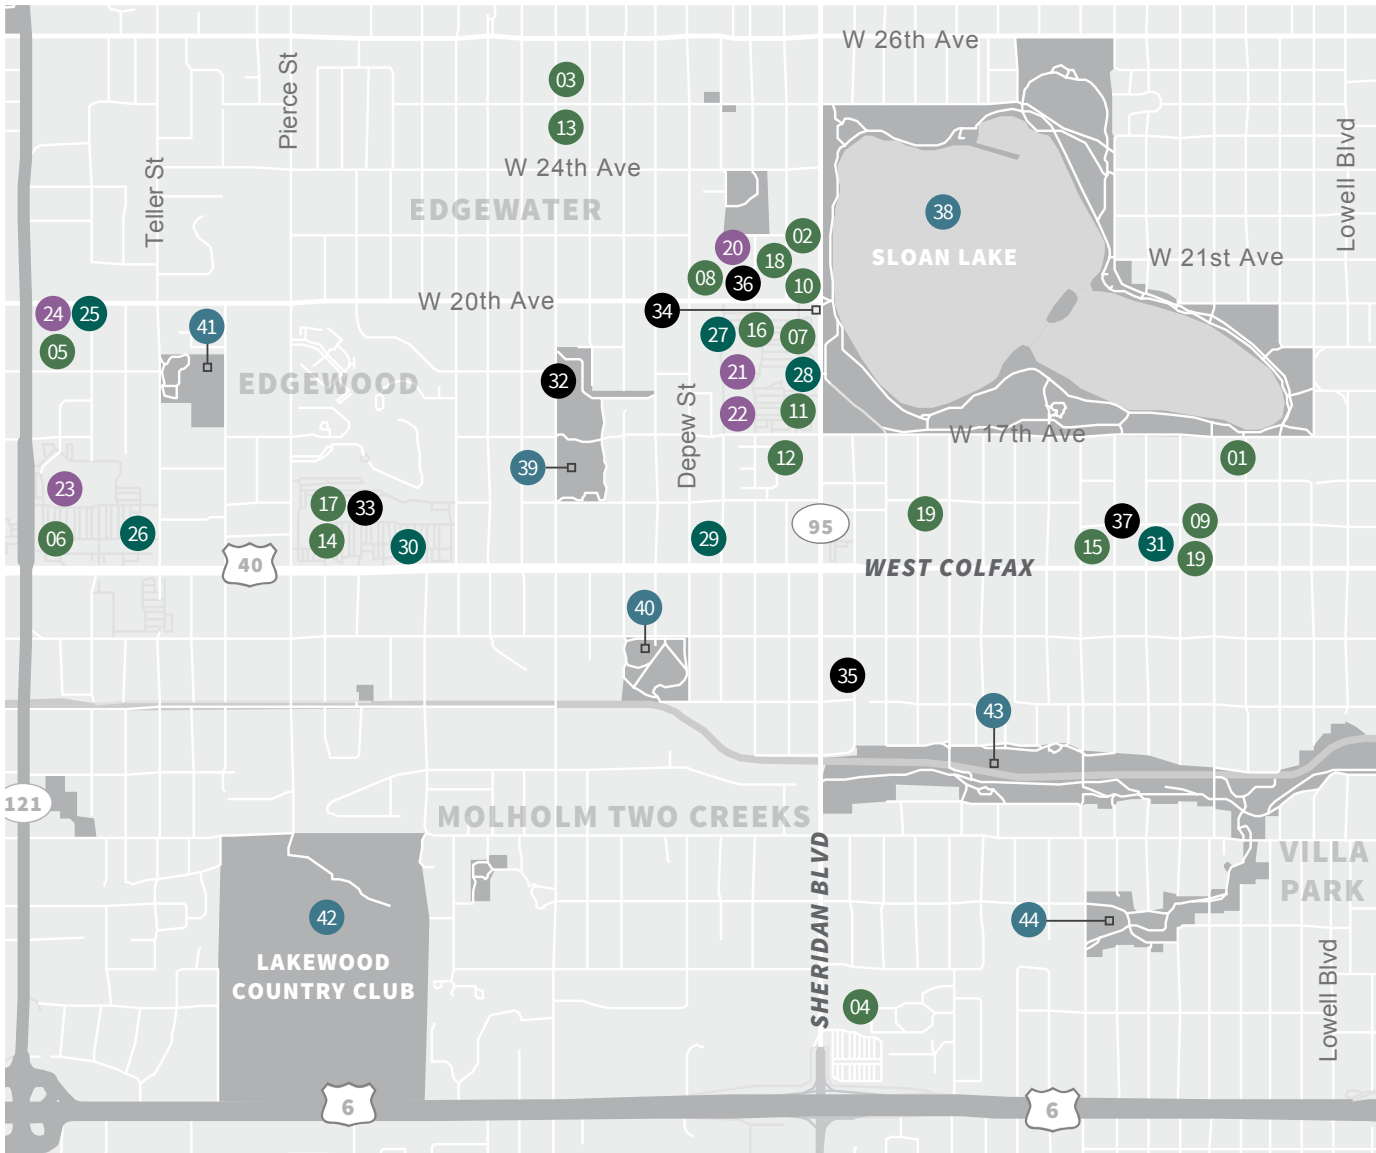 W 26th Ave
03
Pierce St
13
Lowell Blvd
W 24th Ave
Teller St
EDGEWATER
38
02
20
SLOAN LAKE
W 21st Ave
18
08
36
10
W 20th Ave
34
24
25
41
27
16
07
05
EDGEWOOD
32
21
28
22
11
Depew St
W 17th Ave
12
01
39
23
17
33
19
95
37
09
06
26
14
30
29
15
31
19
40
WEST COLFAX
40
35
43
121
MOLHOLM TWO CREEKS
SHERIDAN BLVD
VILLA
PARK
42
44
LAKEWOOD
COUNTRY CLUB
Lowell Blvd
04
6
6